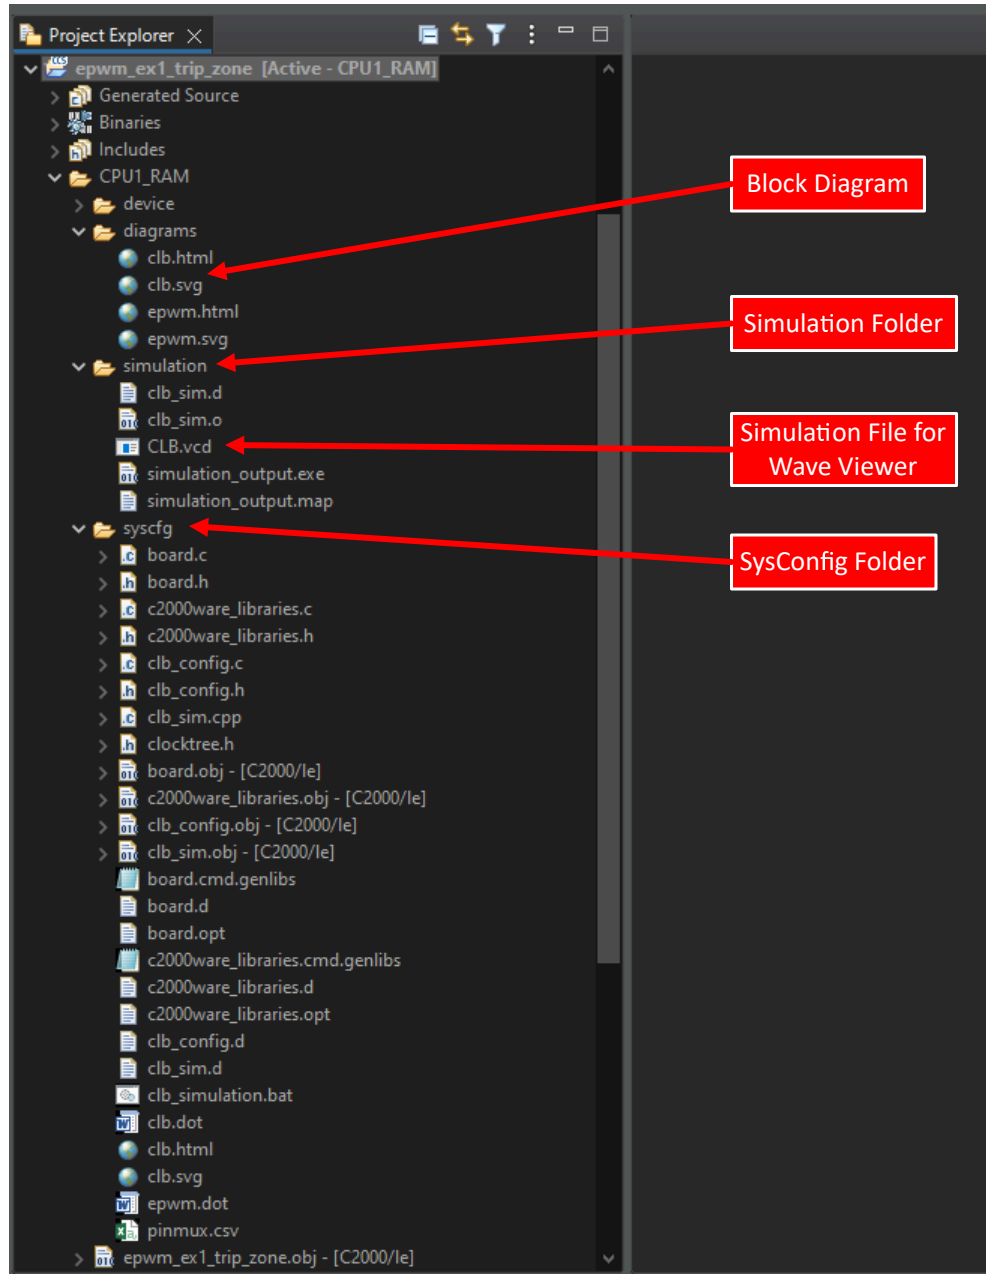 Project Explorer
epwm_ex1_trip_zone [Active - CPU1_RAM]
Generated Source
Binaries
Includes
CPU1_RAM
device
diagrams
clb.html
clb.svg
epwm.html
epwm.svg
simulation
clb_sim.d
clb_sim.o
CLB.vcd
simulation_output.exe
simulation_output.map
syscfg
board.c
board.h
c2000ware_libraries.c
c2000ware_libraries.h
clb_config.c
clb_config.h
clb_sim.cpp
clocktree.h
board.obj - [C2000/le]
c2000ware_libraries.obj - [C2000/le]
clb_config.obj - [C2000/le]
clb_sim.obj - [C2000/le]
board.cmd.genlibs
board.d
board.opt
c2000ware_libraries.cmd.genlibs
c2000ware_libraries.d
c2000ware_libraries.opt
clb_config.d
clb_sim.d
clb_simulation.bat
clb.dot
clb.html
clb.svg
epwm.dot
pinmux.csv
epwm_ex1_trip_zone.obj - [C2000/le]
Block Diagram
Simulation Folder
Simulation File for
Wave Viewer
SysConfig Folder